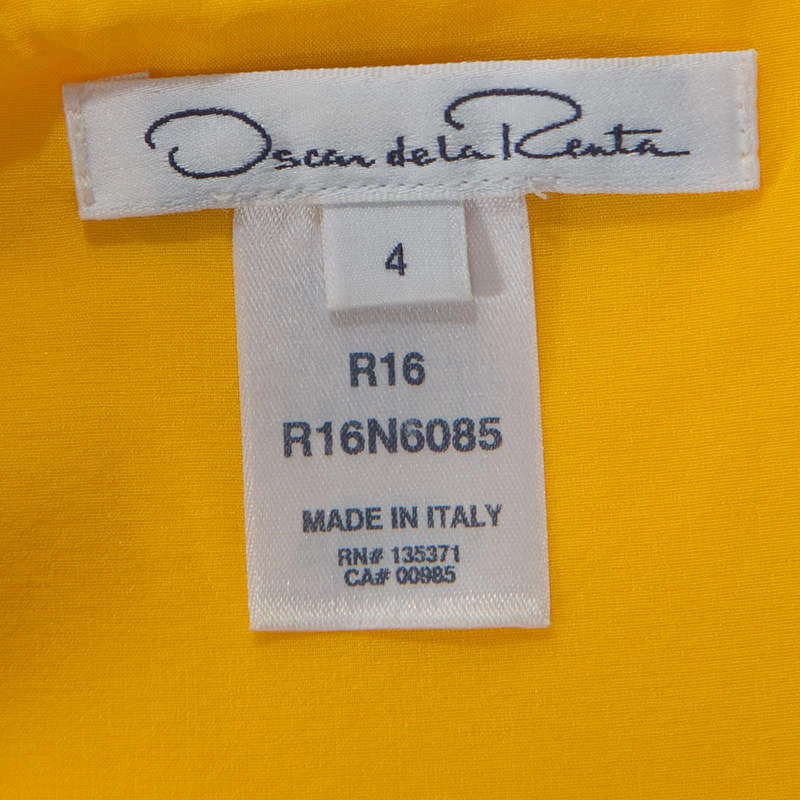 Oscar de la Renta
4
R16
R16N6085
MADE IN ITALY
RN# 135371
CA# 00985